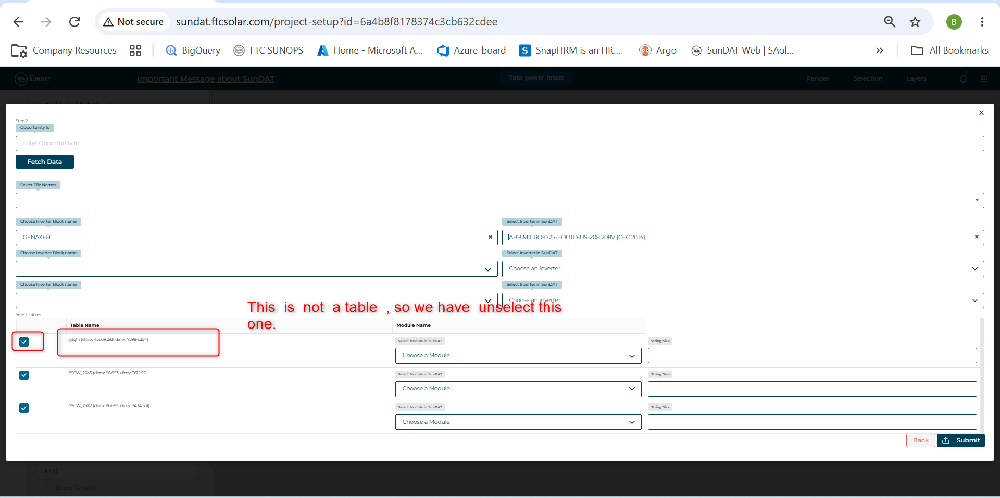 Not secure sundat.ftcsolar.com/project-setup?id=6a4b8f8178374c3cb632cdee B
Company Resources BigQuery FTC SUNOPS Home - Microsoft A... Azure_board S SnapHRM is an HR... Argo SunDAT Web | SAol... » All Bookmarks
SUNDAT Important Message about SunDAT Tata_power_latest Render Selection Layers
Project Setup
Step 2
Opportunity Id
Enter Opportunity Id
Fetch Data
Select Pile Names
Choose Inverter Block name Select Inverter in SunDAT
GENAXEH ABB MICRO-0.25-I-OUTD-US-208 208V [CEC 2014]
Choose Inverter Block name Select Inverter in SunDAT
Choose an inverter
Choose Inverter Block name Select Inverter in SunDAT
Choose an inverter
This is not a table , so we have unselect this
one.
Select Tables
Table Name Module Name
gtgfh (dimx: 45669.293, dimy: 75984.254) Select Module in SunDAT String Size
Choose a Module
590W_26X3 (dimx: 96.693, dimy: 3612.52) Select Module in SunDAT String Size
Choose a Module
590W_26X2 (dimx: 96.693, dimy: 2434.331) Select Module in SunDAT String Size
Choose a Module
Back Submit
1000
Show Terrain